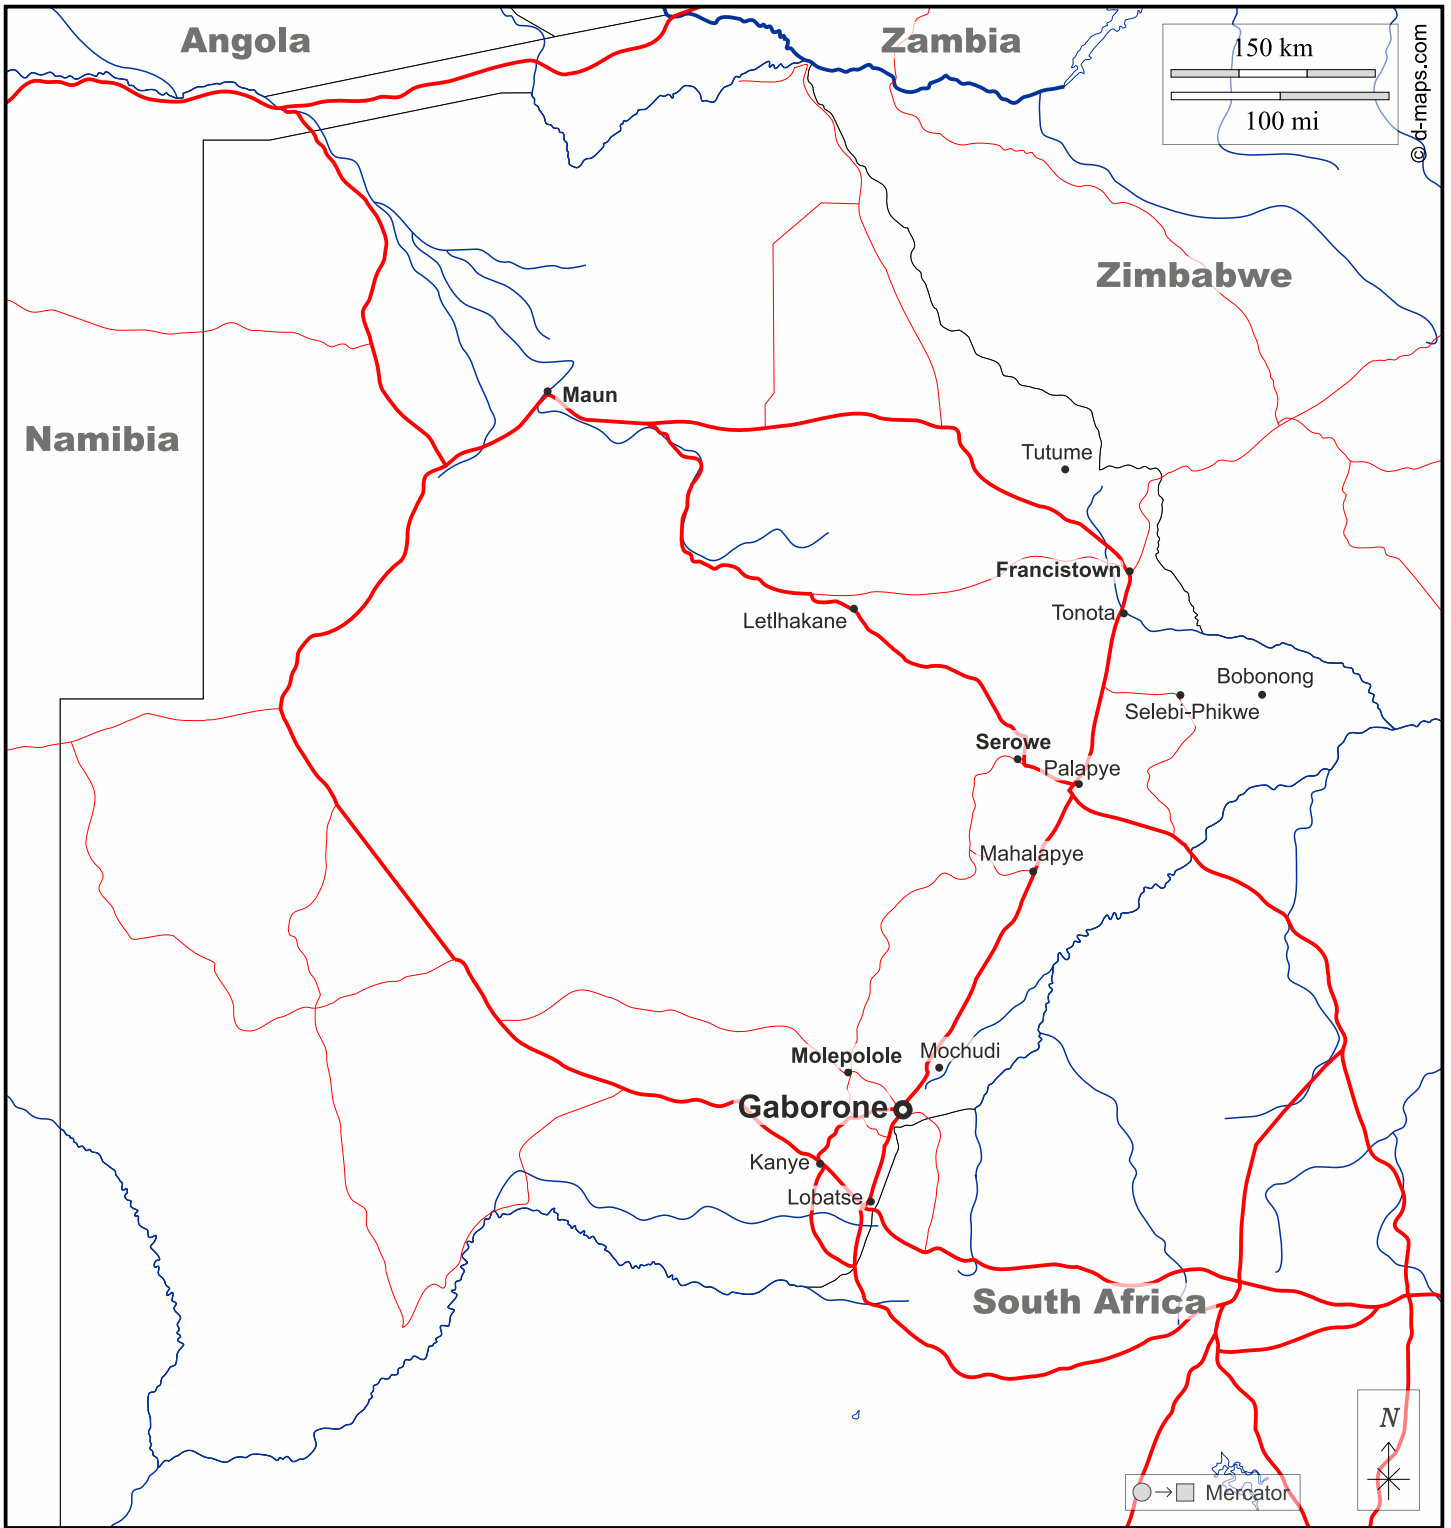 Angola
Zambia
150 km
100 mi
© d-maps.com
Zimbabwe
Namibia
Maun
Tutume
Francistown
Tonota
Letlhakane
Bobonong
Selebi-Phikwe
Serowe
Palapye
Mahalapye
Molepolole
Mochudi
Gaborone
Kanye
Lobatse
South Africa
N
Mercator